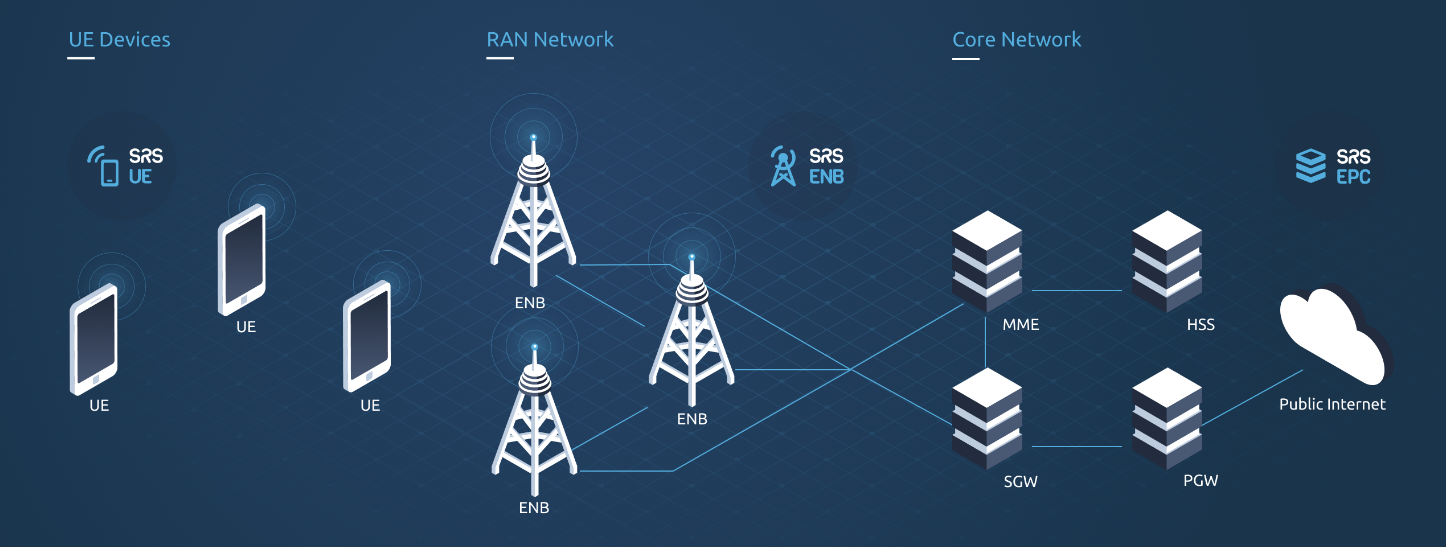 UE Devices
RAN Network
Core Network
SRS
UE
SRS
ENB
SRS
EPC
UE
UE
UE
ENB
ENB
ENB
MME
HSS
SGW
PGW
Public Internet